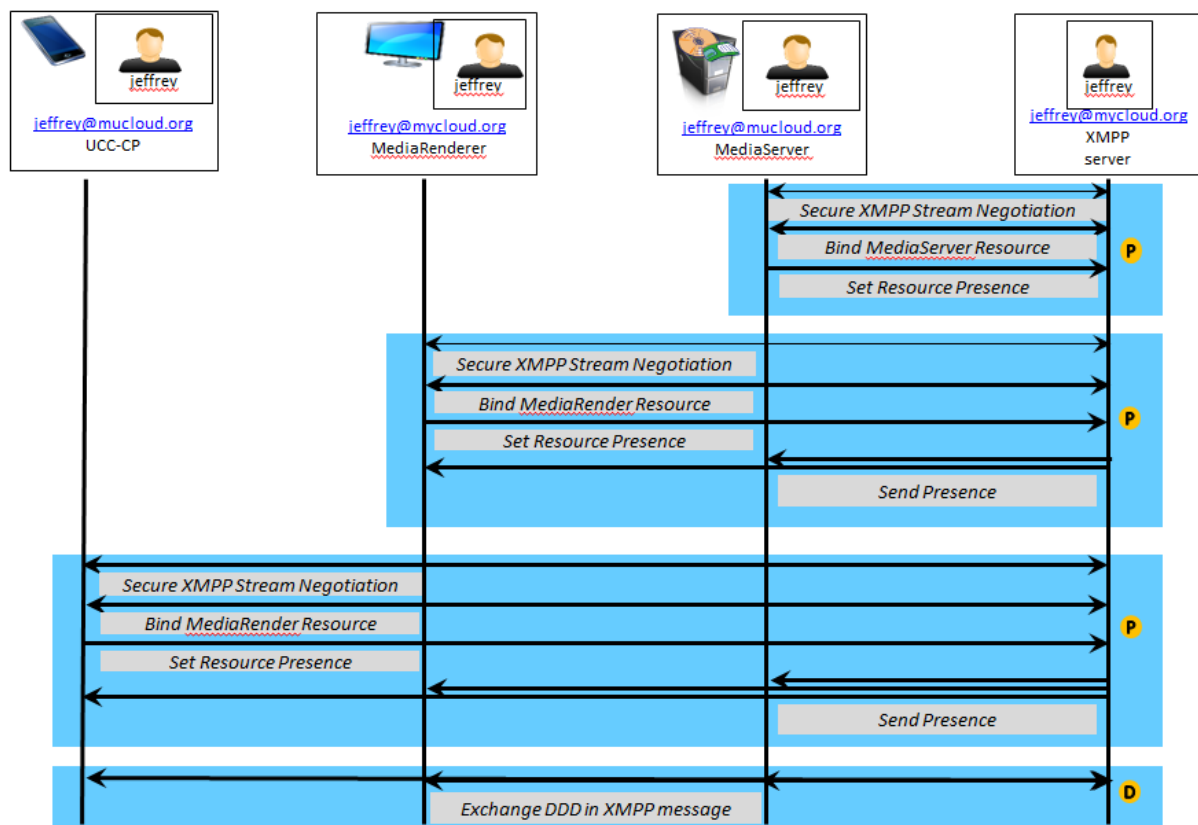 jeffrey
jeffrey@mucloud.org
UCC-CP
jeffrey
jeffrey@mycloud.org
MediaRenderer
jeffrey
jeffrey@mucloud.org
MediaServer
jeffrey
jeffrey@mycloud.org
XMPP
server
Secure XMPP Stream Negotiation
Bind MediaServer Resource
P
Set Resource Presence
Secure XMPP Stream Negotiation
Bind MediaRender Resource
P
Set Resource Presence
Send Presence
Secure XMPP Stream Negotiation
Bind MediaRender Resource
P
Set Resource Presence
Send Presence
D
Exchange DDD in XMPP message